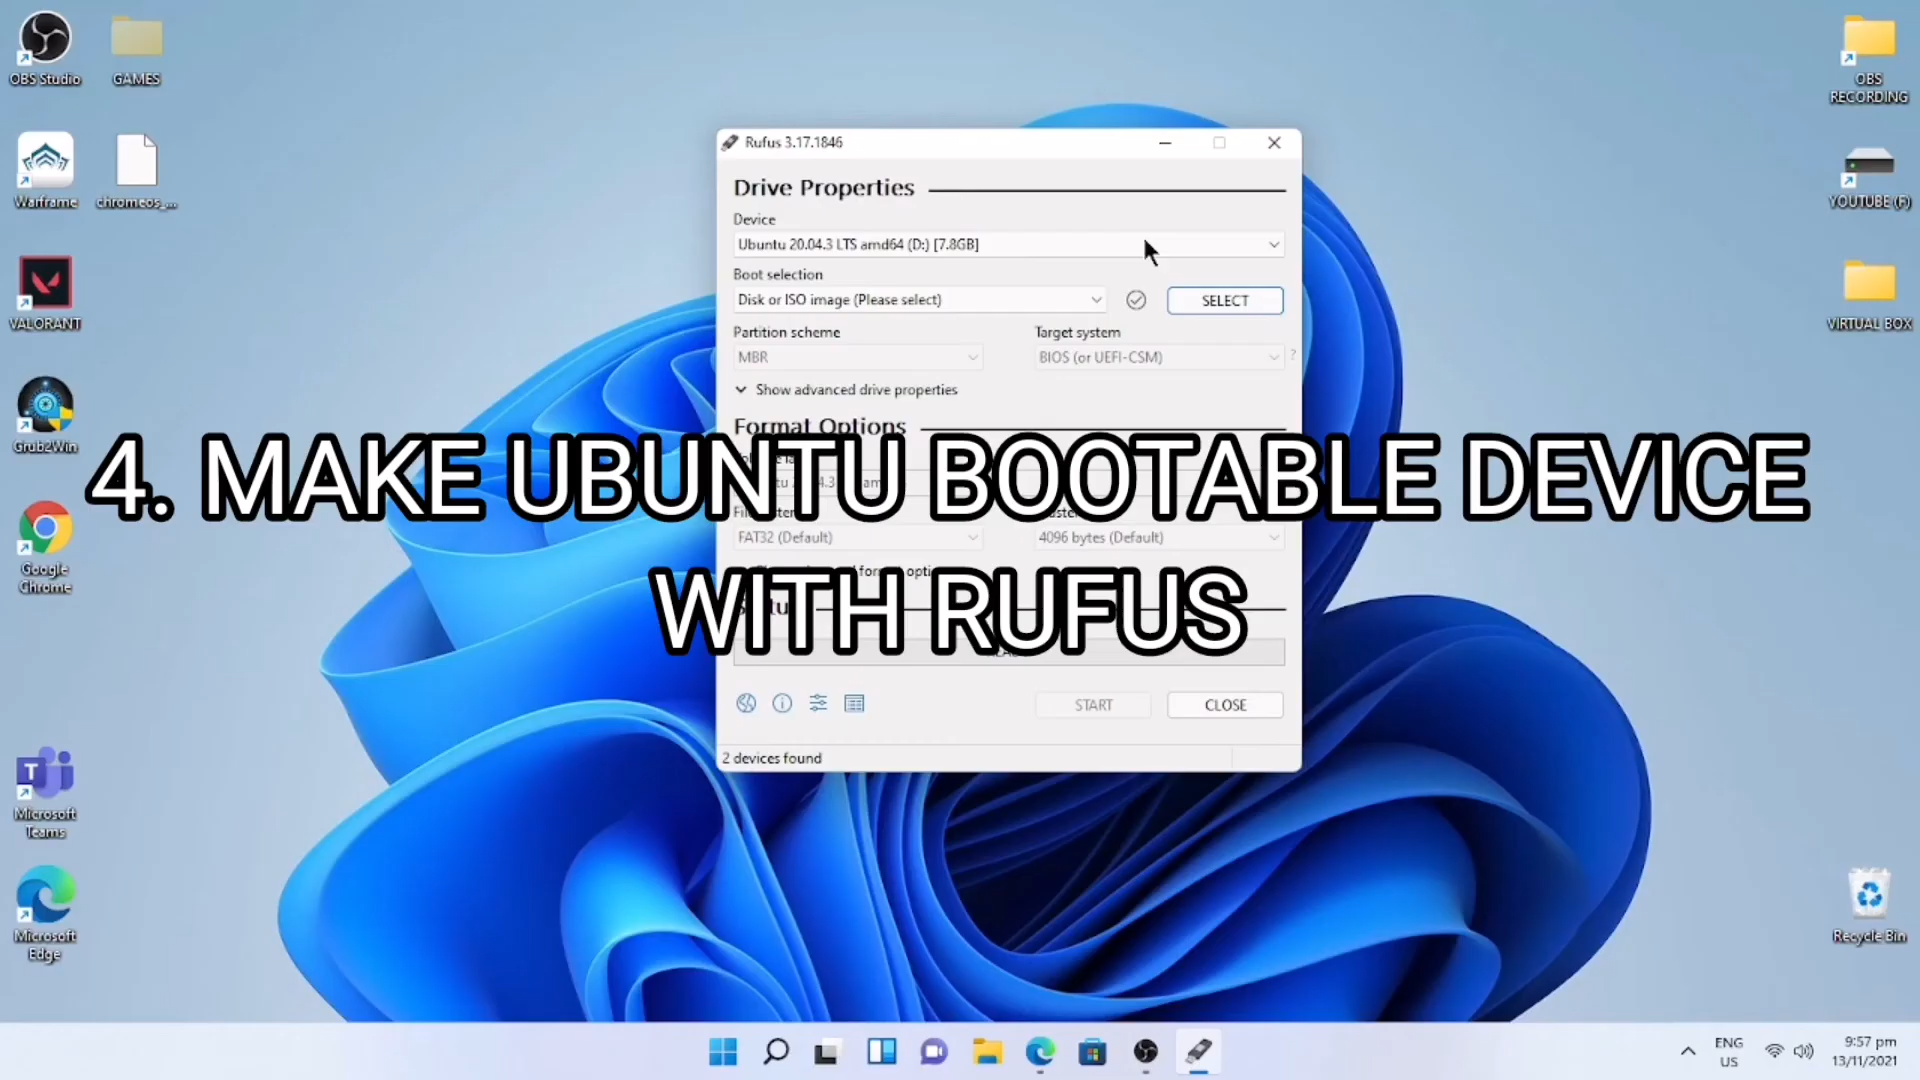 OBS Studio
GAMES
Warframe
chromeos_...
VALORANT
Grub2Win
Google
Chrome
Microsoft
Teams
Microsoft
Edge
Rufus 3.17.1846
Drive Properties
Device
Ubuntu 20.04.3 LTS amd64 (D:) [7.8GB]
Boot selection
Disk or ISO image (Please select)
SELECT
Partition scheme
Target system
MBR
BIOS (or UEFI-CSM)
?
Show advanced drive properties
Format Options
4. MAKE UBUNTU BOOTABLE DEVICE
WITH RUFUS
FAT32 (Default)
4096 bytes (Default)
START
CLOSE
2 devices found
OBS
RECORDING
YOUTUBE (F)
VIRTUAL BOX
Recycle Bin
ENG
US
9:57 pm
13/11/2021